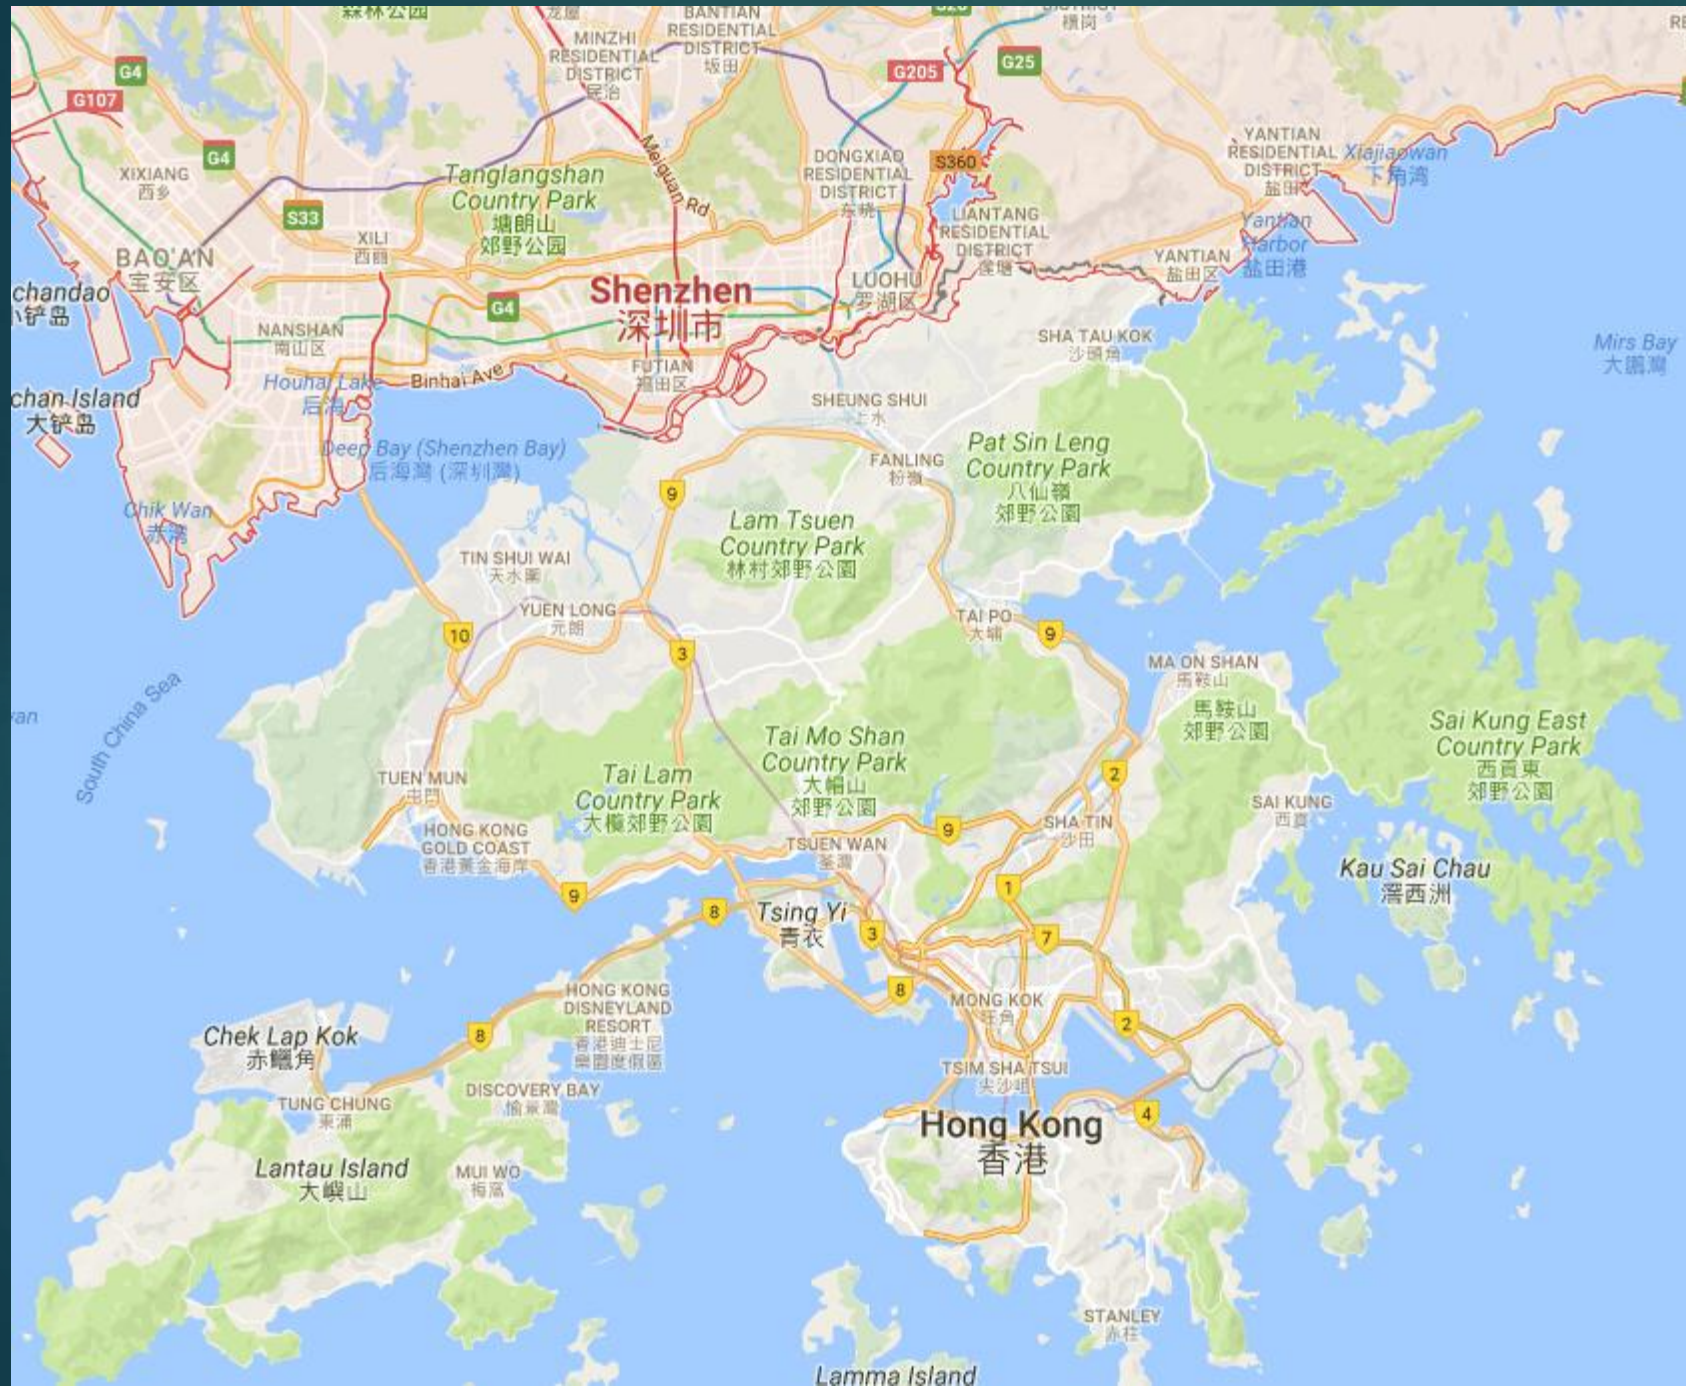 森林公园
龙屋
BANTIAN
RESIDENTIAL
DISTRICT
坂田
MINZHI
RESIDENTIAL
DISTRICT
民治
横岗
G4
G107
G205
G25
G4
S33
XIXIANG
西乡
Tanglangshan
Country Park
塘朗山
郊野公园
Meiguan Rd
DONGXIAO
RESIDENTIAL
DISTRICT
东晓
S360
YANTIAN
RESIDENTIAL
DISTRICT
盐田
Xiajiaowan
下角湾
LIANTANG
RESIDENTIAL
DISTRICT
莲塘
Yantian
Harbor
盐田港
YANTIAN
盐田区
BAO'AN
宝安区
XILI
西丽
chandao
小铲岛
G4
Shenzhen
深圳市
LUOHU
罗湖区
NANSHAN
南山区
FUTIAN
福田区
SHA TAU KOK
沙頭角
Mirs Bay
大鵬灣
Houhai Lake
后海
Binhai Ave
chan Island
大铲岛
SHEUNG SHUI
上水
Deep Bay (Shenzhen Bay)
后海灣 (深圳灣)
FANLING
粉嶺
Pat Sin Leng
Country Park
八仙嶺
郊野公園
Chik Wan
赤湾
9
Lam Tsuen
Country Park
林村郊野公園
TIN SHUI WAI
天水圍
YUEN LONG
元朗
10
3
TAI PO
大埔
9
MA ON SHAN
馬鞍山
馬鞍山
郊野公園
South China Sea
Sai Kung East
Country Park
西貢東
郊野公園
Tai Mo Shan
Country Park
大帽山
郊野公園
TUEN MUN
屯門
Tai Lam
Country Park
大欖郊野公園
2
SAI KUNG
西貢
HONG KONG
GOLD COAST
香港黃金海岸
TSUEN WAN
荃灣
9
SHA TIN
沙田
Kau Sai Chau
滘西洲
9
8
1
Tsing Yi
青衣
3
7
8
HONG KONG
DISNEYLAND
RESORT
香港迪士尼
樂園度假區
MONG KOK
旺角
2
Chek Lap Kok
赤鱲角
8
TSIM SHA TSUI
尖沙咀
DISCOVERY BAY
愉景灣
TUNG CHUNG
東涌
Hong Kong
香港
4
Lantau Island
大嶼山
MUI WO
梅窩
STANLEY
赤柱
Lamma Island